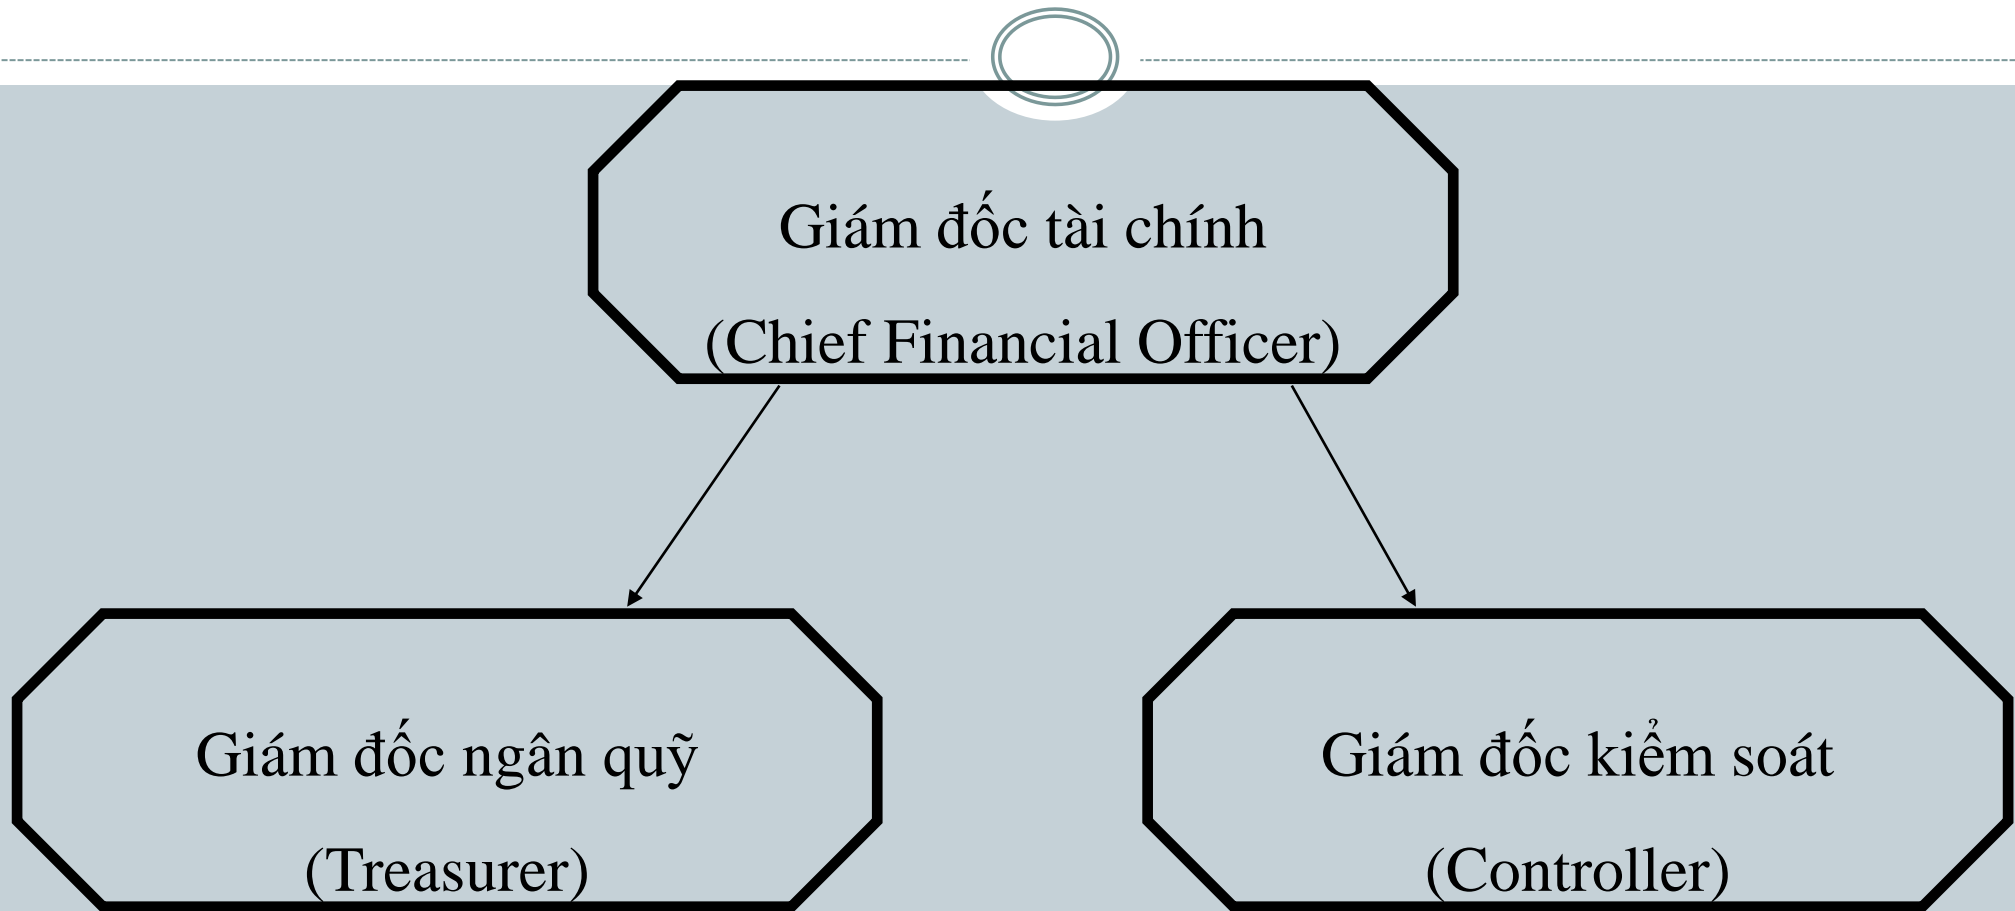 Giám đốc tài chính
(Chief Financial Officer)
Giám đốc ngân quỹ
(Treasurer)
Giám đốc kiểm soát
(Controller)